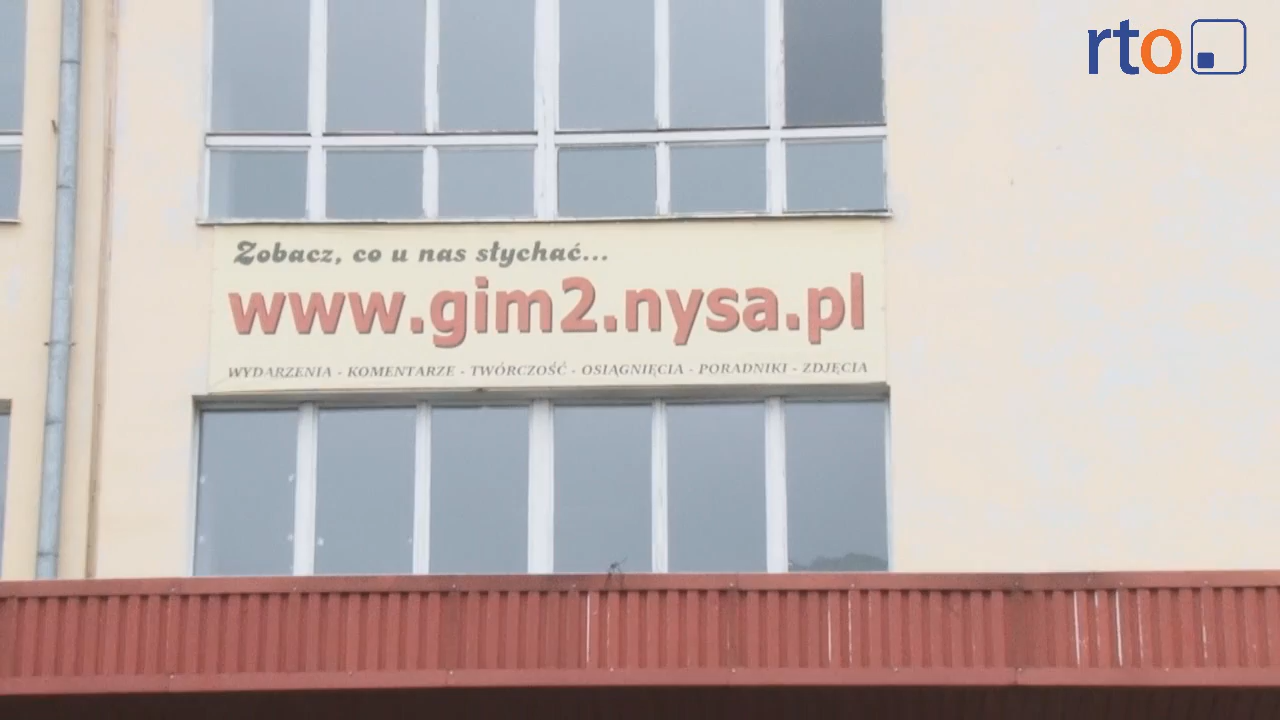 rto
Zobacz, co u nas słychać...
www.gim2.nysa.pl
WYDARZENIA - KOMENTARZE - TWÓRCZOŚĆ - OSIĄGNIĘCIA - PORADNIKI - ZDJĘCIA